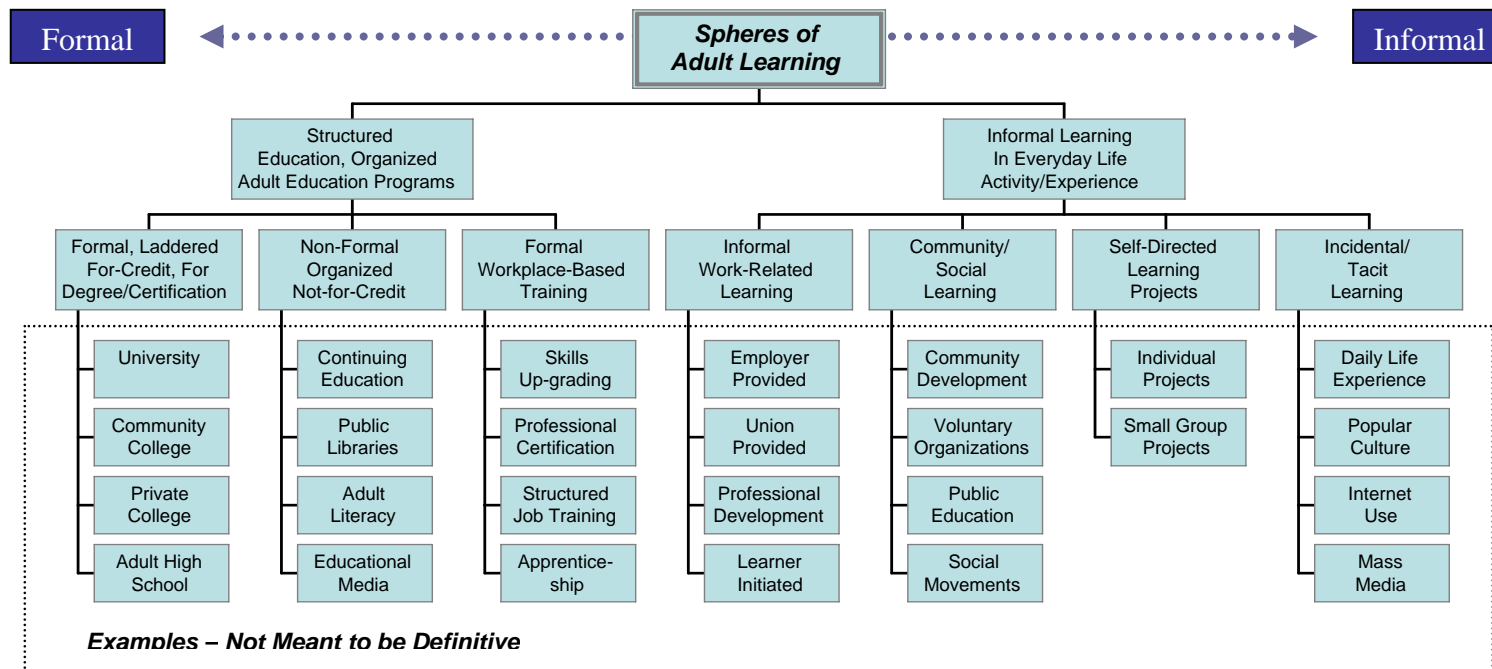 Formal
Spheres of
Adult Learning
Informal
Structured
Education, Organized
Adult Education Programs
Informal Learning
In Everyday Life
Activity/Experience
Formal, Laddered
For-Credit, For
Degree/Certification
Non-Formal
Organized
Not-for-Credit
Formal
Workplace-Based
Training
Informal
Work-Related
Learning
Community/
Social
Learning
Self-Directed
Learning
Projects
Incidental/
Tacit
Learning
University
Community
College
Private
College
Adult High
School
Continuing
Education
Public
Libraries
Adult
Literacy
Educational
Media
Skills
Up-grading
Professional
Certification
Structured
Job Training
Apprentice-
ship
Employer
Provided
Union
Provided
Professional
Development
Learner
Initiated
Community
Development
Voluntary
Organizations
Public
Education
Social
Movements
Individual
Projects
Small Group
Projects
Daily Life
Experience
Popular
Culture
Internet
Use
Mass
Media
Examples – Not Meant to be Definitive